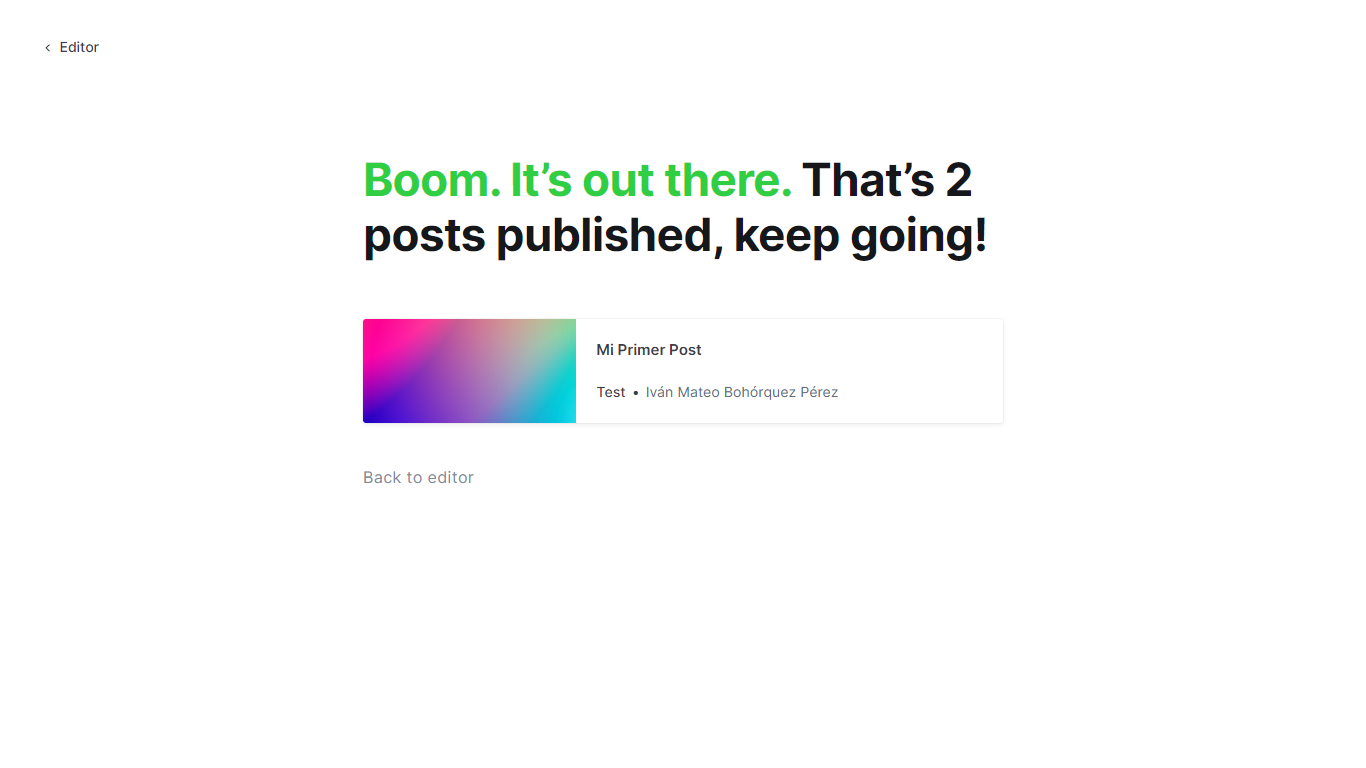 Editor
Boom. It’s out there. That’s 2
posts published, keep going!
Mi Primer Post
Test • Iván Mateo Bohórquez Pérez
Back to editor